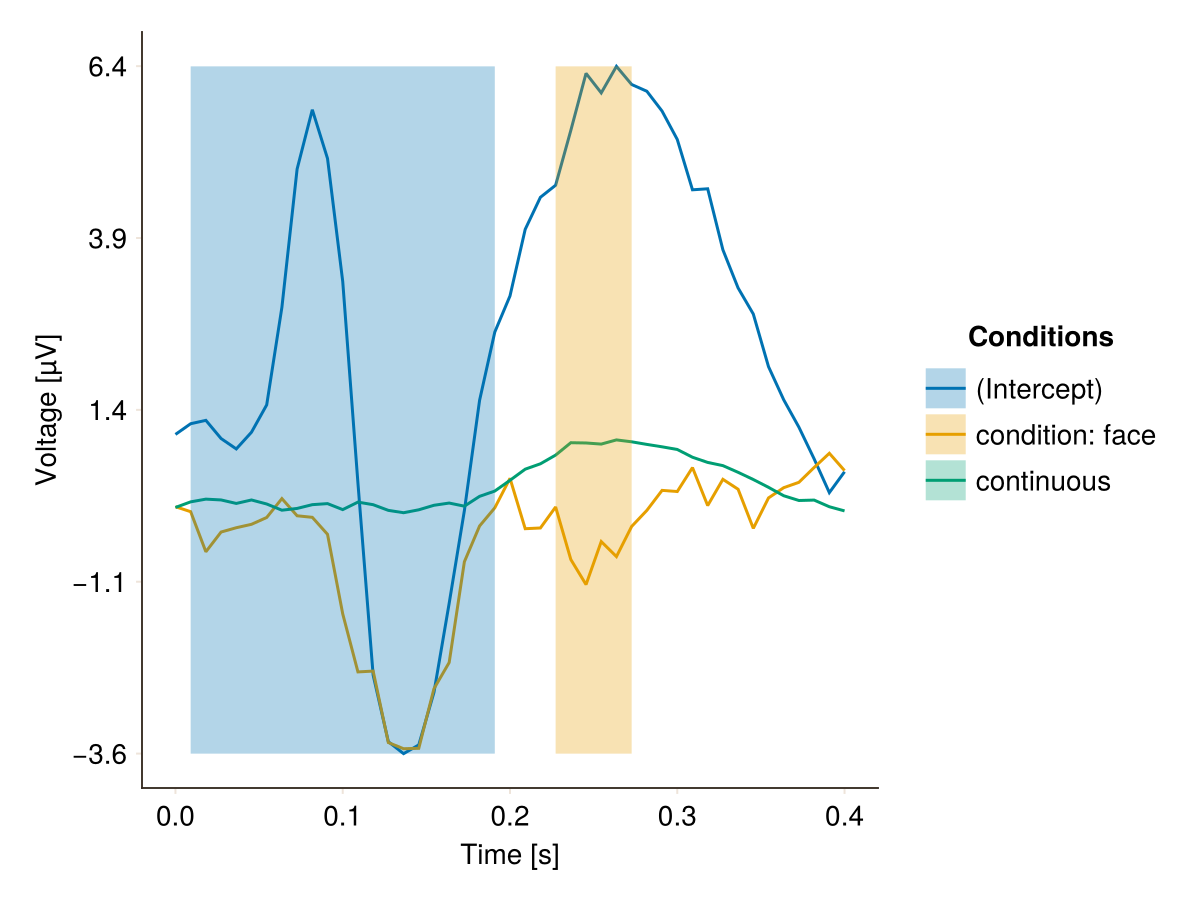 6.4
3.9
1.4
−1.1
−3.6
Voltage [µV]
0.0 0.1 0.2 0.3 0.4
Time [s]
Conditions
(Intercept)
condition: face
continuous